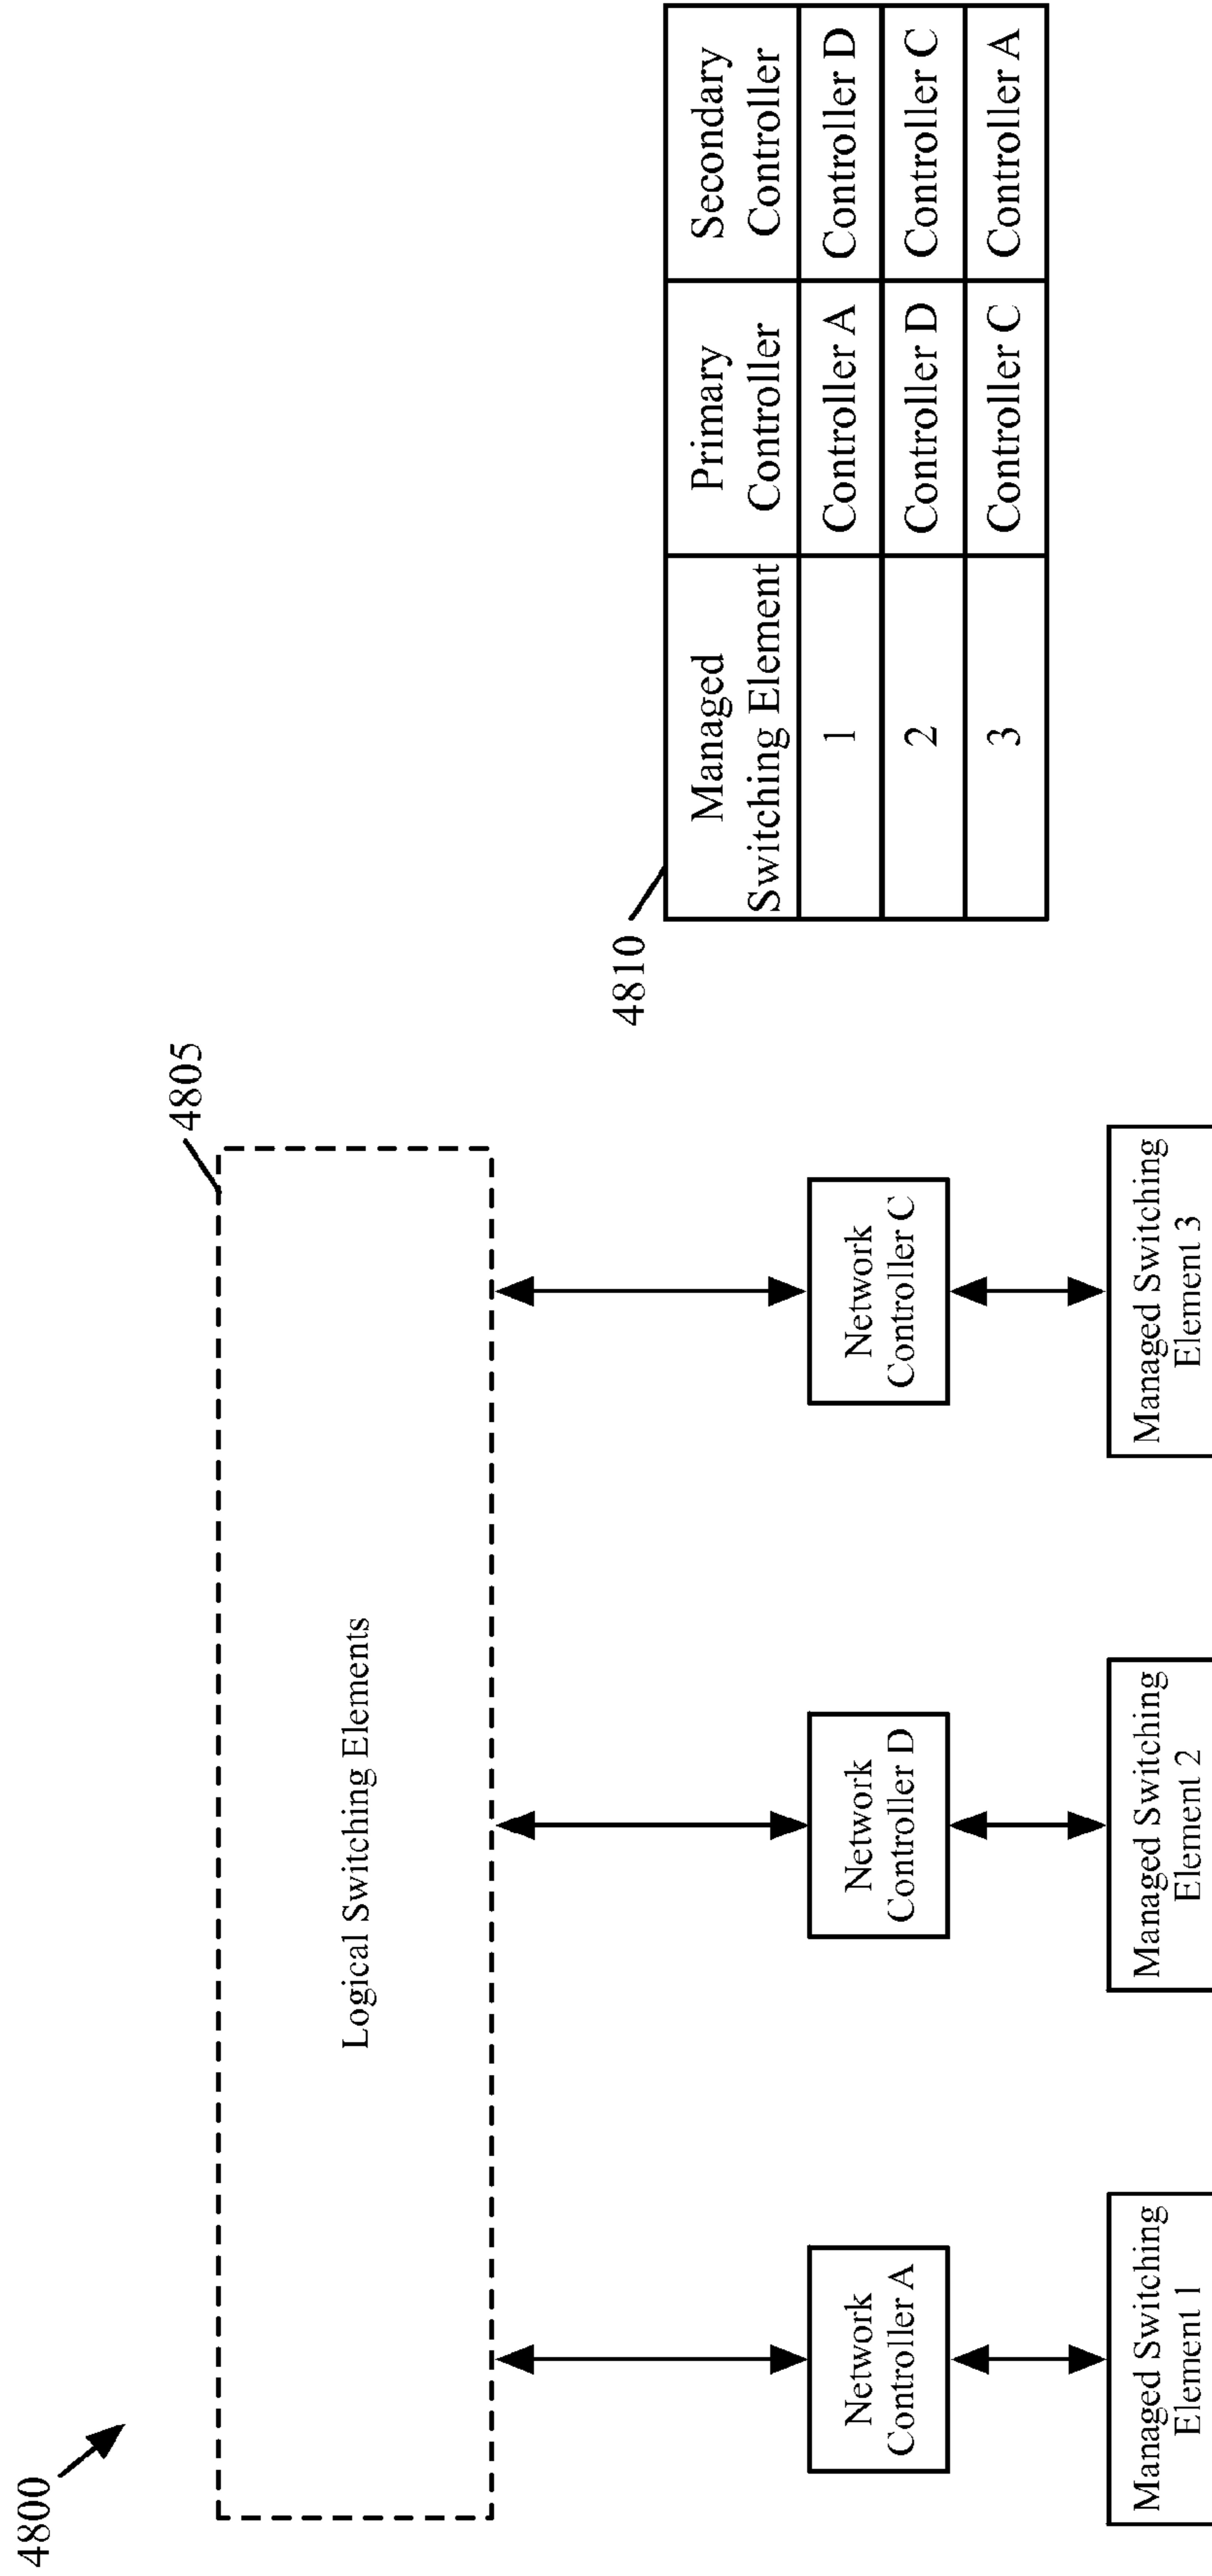 4800
4805
Logical Switching Elements
Network
Controller A
Network
Controller D
Network
Controller C
Managed Switching
Element 1
Managed Switching
Element 2
Managed Switching
Element 3
4810
Managed
Switching Element
Primary
Controller
Secondary
Controller
1
Controller A
Controller D
2
Controller D
Controller C
3
Controller C
Controller A